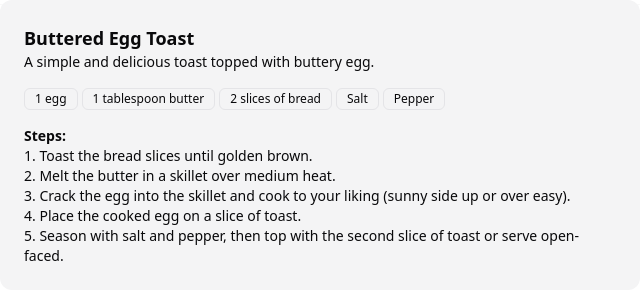 Buttered Egg Toast
A simple and delicious toast topped with buttery egg.
1 egg 1 tablespoon butter 2 slices of bread Salt Pepper
Steps:
1. Toast the bread slices until golden brown.
2. Melt the butter in a skillet over medium heat.
3. Crack the egg into the skillet and cook to your liking (sunny side up or over easy).
4. Place the cooked egg on a slice of toast.
5. Season with salt and pepper, then top with the second slice of toast or serve open-
faced.